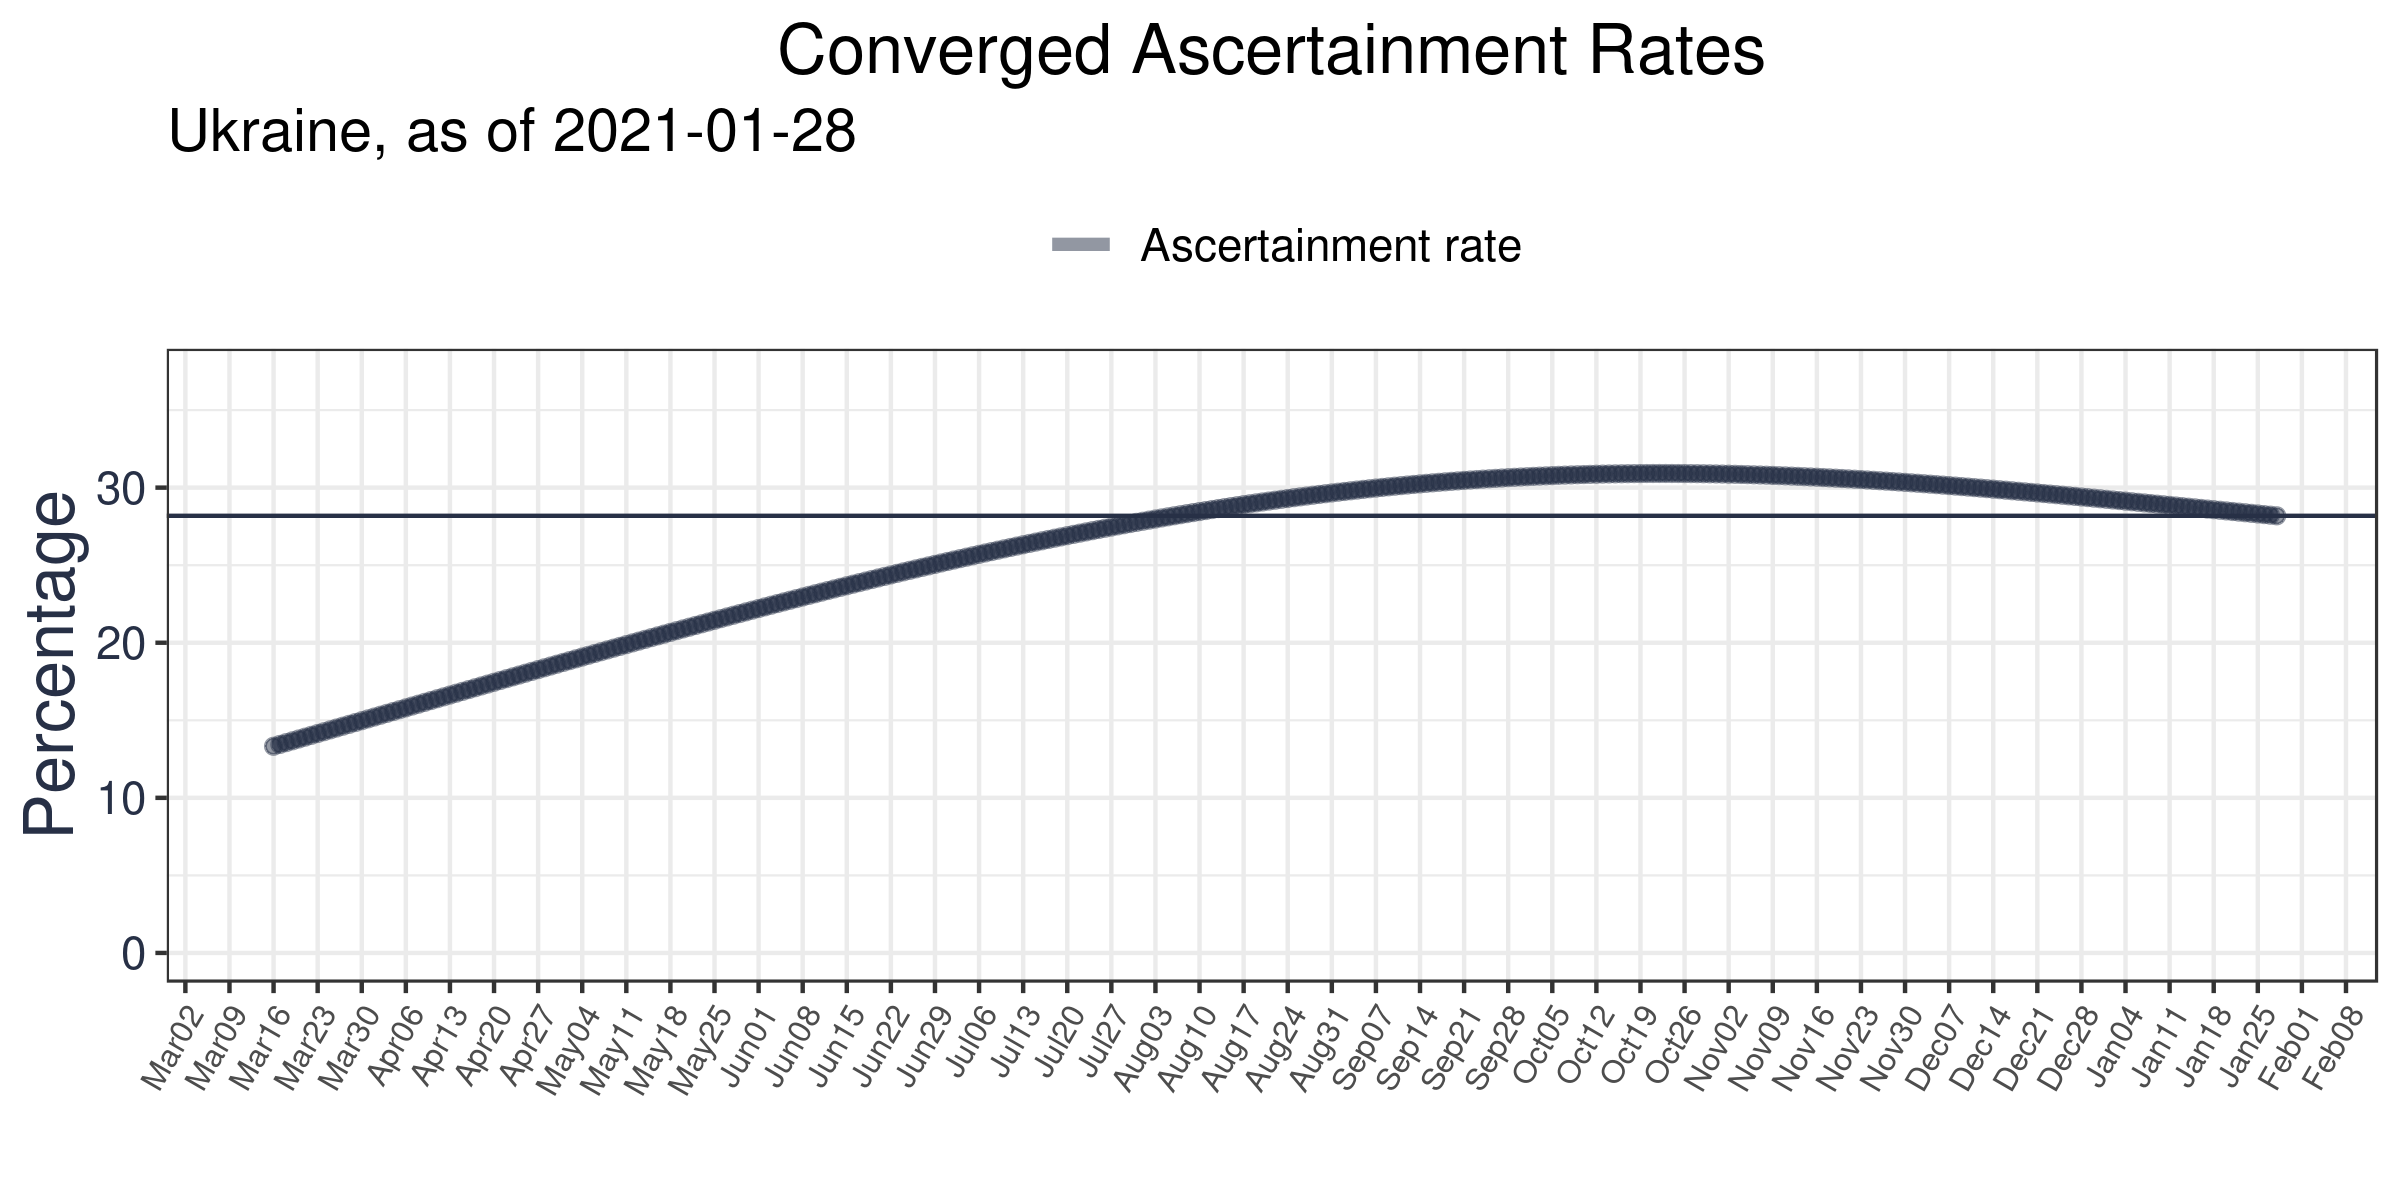 Converged Ascertainment Rates
Ukraine, as of 2021-01-28
Ascertainment rate
Percentage
30
20
10
0
Mar02
Mar09
Mar16
Mar23
Mar30
Apr06
Apr13
Apr20
Apr27
May04
May11
May18
May25
Jun01
Jun08
Jun15
Jun22
Jun29
Jul06
Jul13
Jul20
Jul27
Aug03
Aug10
Aug17
Aug24
Aug31
Sep07
Sep14
Sep21
Sep28
Oct05
Oct12
Oct19
Oct26
Nov02
Nov09
Nov16
Nov23
Nov30
Dec07
Dec14
Dec21
Dec28
Jan04
Jan11
Jan18
Jan25
Feb01
Feb08